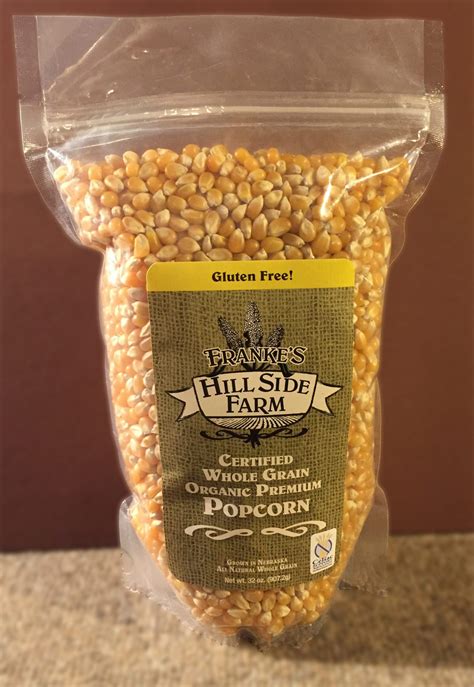 Gluten Free!
FRANKE'S
HILL SIDE
FARM
CERTIFIED
WHOLE GRAIN
ORGANIC PREMIUM
POPCORN
GROWN IN NEBRASKA
ALL NATURAL WHOLE GRAIN
Net wt. 32 oz. (907.2g)